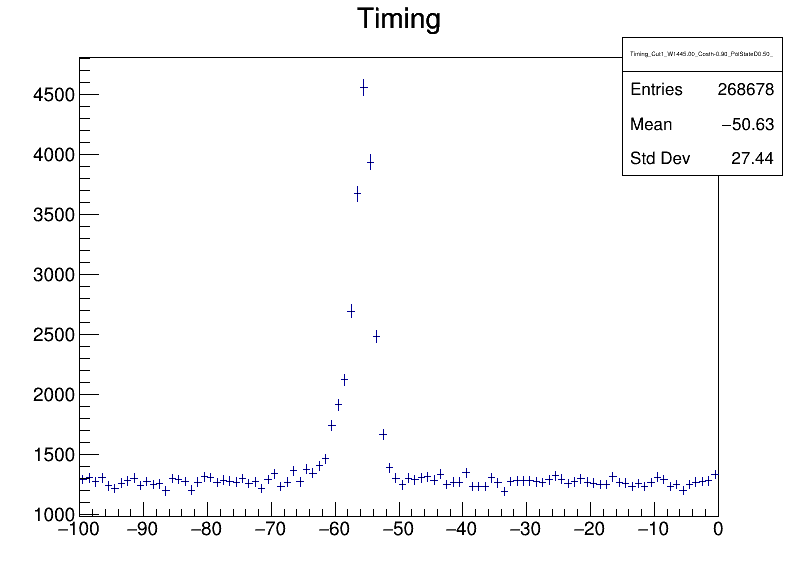 Timing
Timing_Cut1_W1445.00_Costh-0.90_PolStateD0.50_
Entries 268678
Mean −50.63
Std Dev 27.44
4500
4000
3500
3000
2500
2000
1500
1000
−100 −90 −80 −70 −60 −50 −40 −30 −20 −10 0